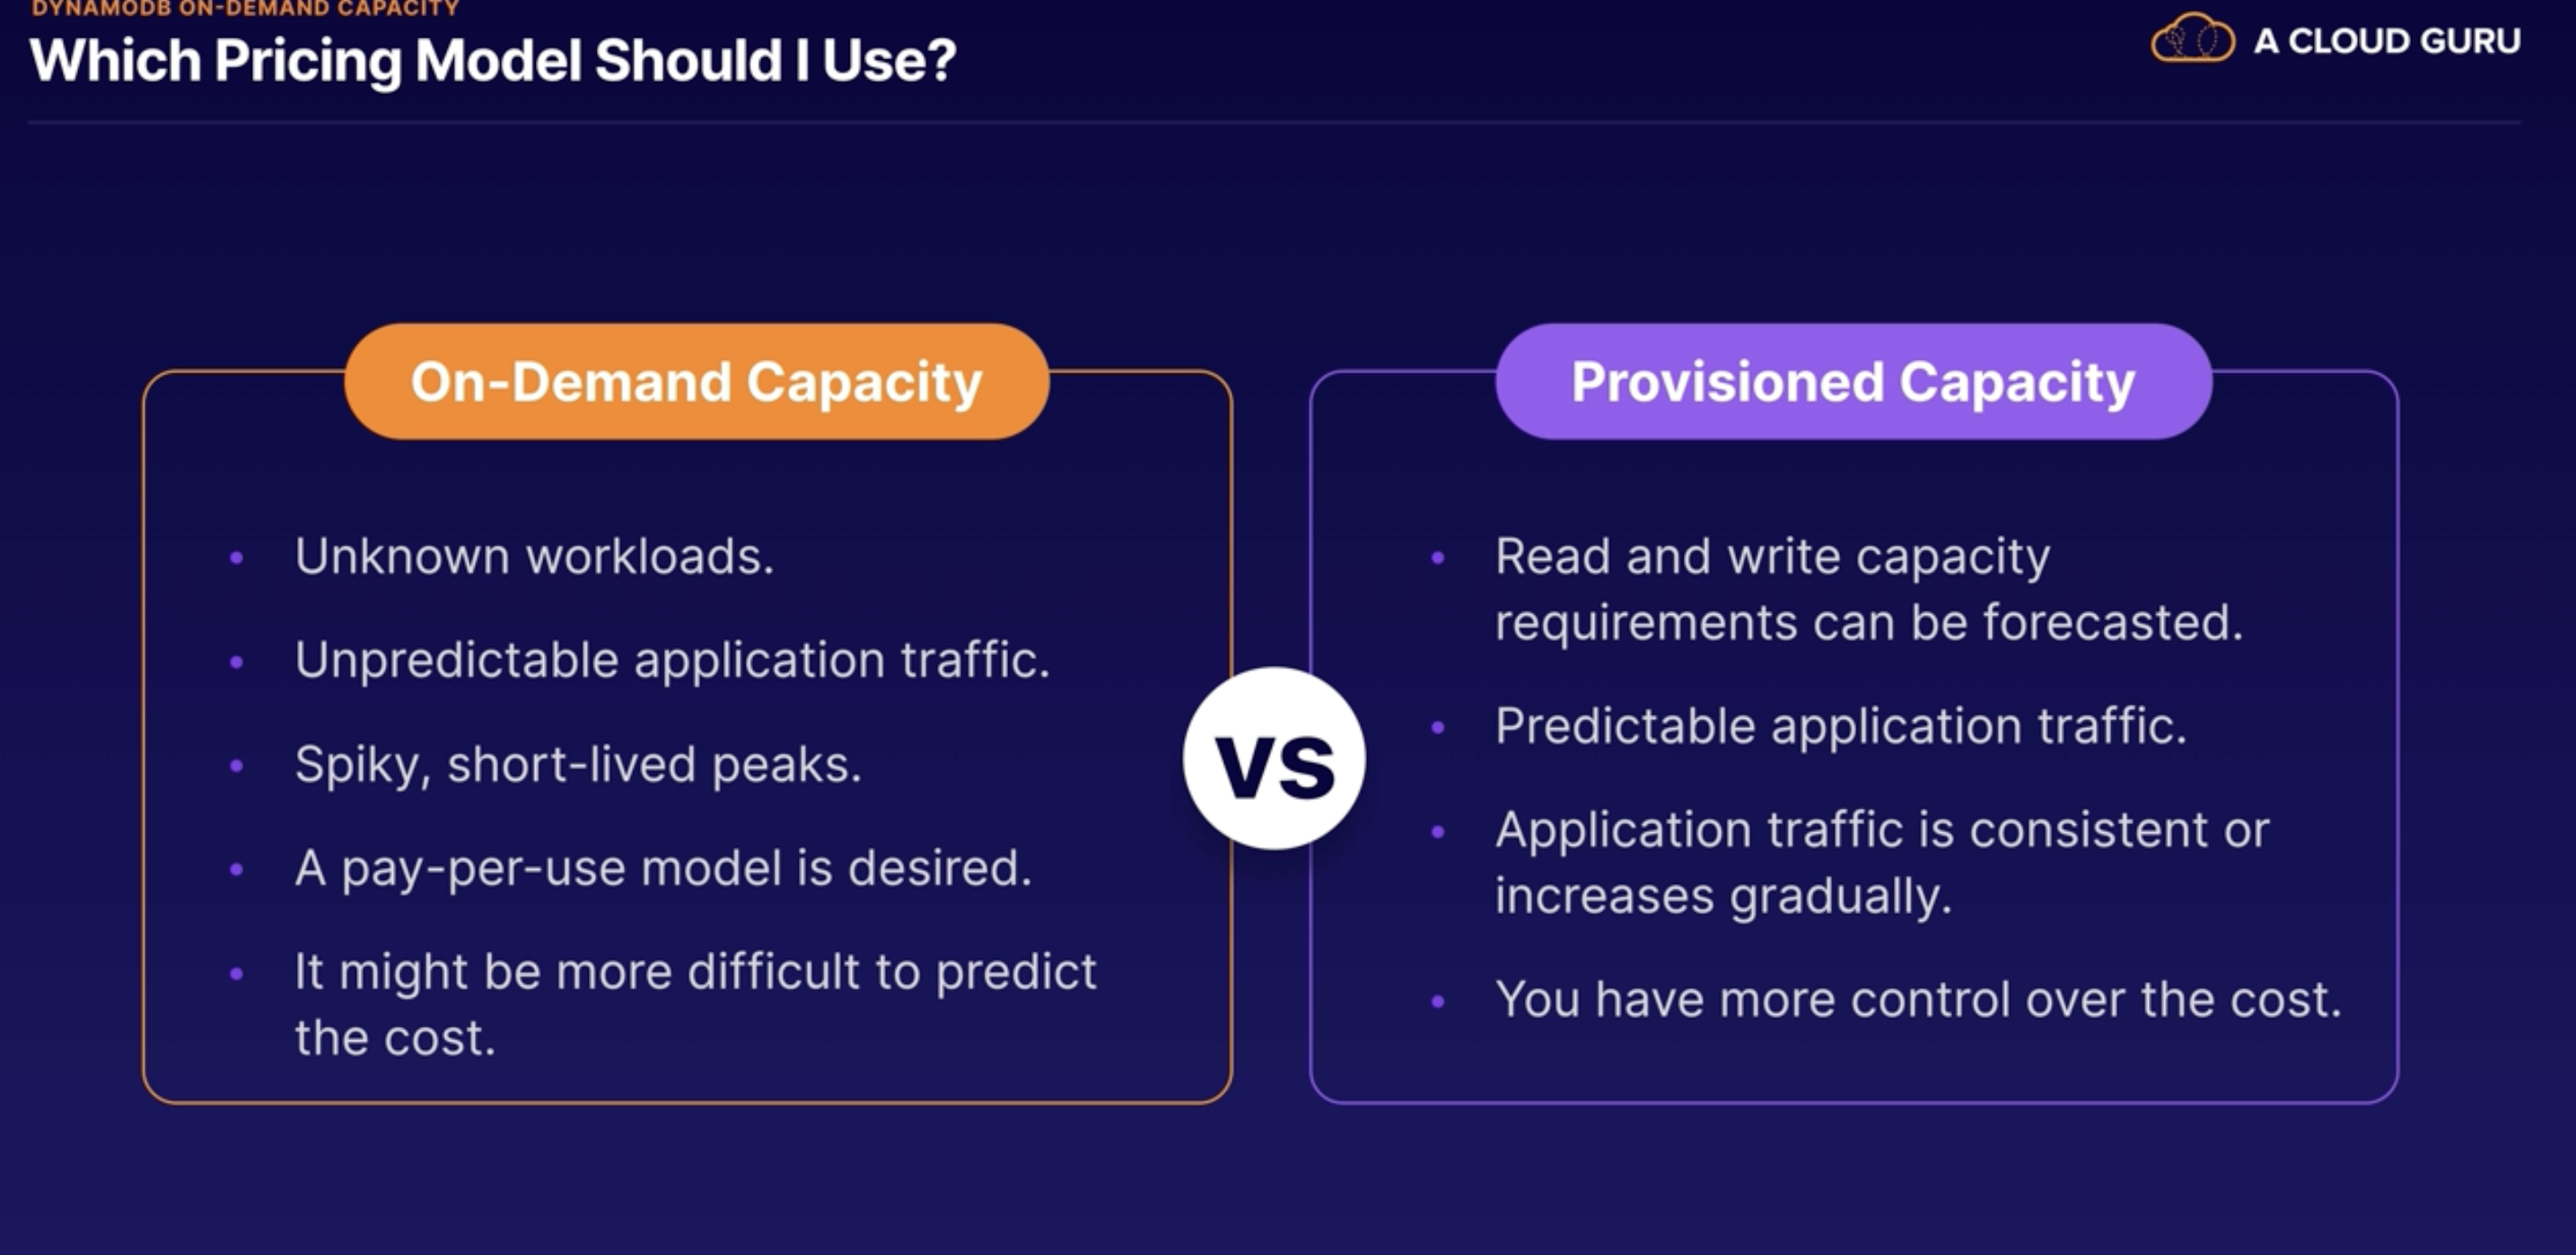 DYNAMODB ON-DEMAND CAPACITY
Which Pricing Model Should I Use?
A CLOUD GURU
On-Demand Capacity
• Unknown workloads.
• Unpredictable application traffic.
• Spiky, short-lived peaks.
• A pay-per-use model is desired.
• It might be more difficult to predict
the cost.
VS
Provisioned Capacity
• Read and write capacity
requirements can be forecasted.
• Predictable application traffic.
• Application traffic is consistent or
increases gradually.
• You have more control over the cost.